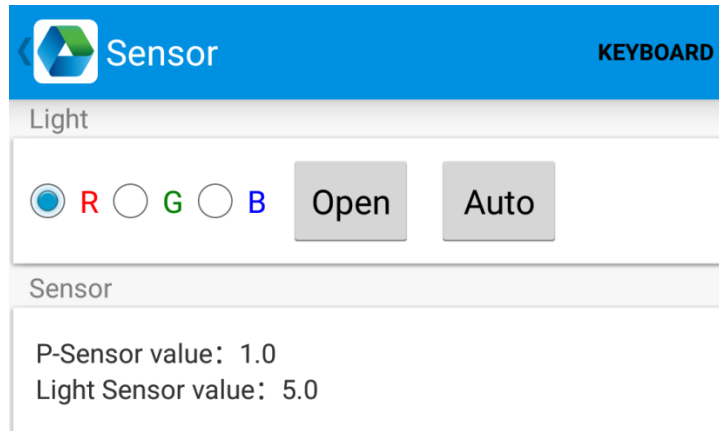 Sensor KEYBOARD
Light
R G B Open Auto
Sensor
P-Sensor value：1.0
Light Sensor value：5.0